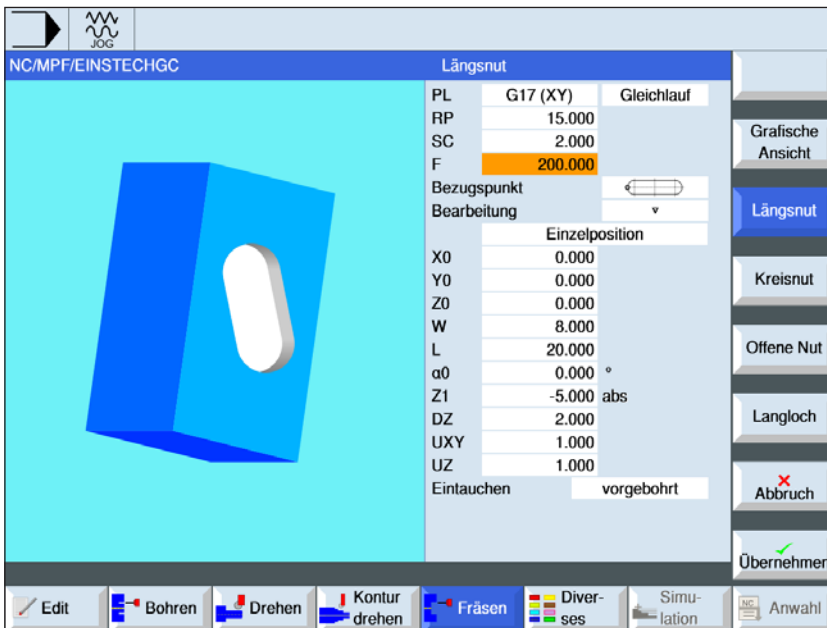 JOG
NC/MPF/EINSTECHGC
Längsnut
PL G17 (XY) Gleichlauf
RP 15.000
SC 2.000
F 200.000
Bezugspunkt
Bearbeitung ▿
Einzelposition
X0 0.000
Y0 0.000
Z0 0.000
W 8.000
L 20.000
α0 0.000 °
Z1 -5.000 abs
DZ 2.000
UXY 1.000
UZ 1.000
Eintauchen vorgebohrt
Grafische
Ansicht
Längsnut
Kreisnut
Offene Nut
Langloch
Abbruch
Übernehmen
Edit
Bohren
Drehen
Kontur
drehen
Fräsen
Diver-
ses
Simu-
lation
NC
Anwahl